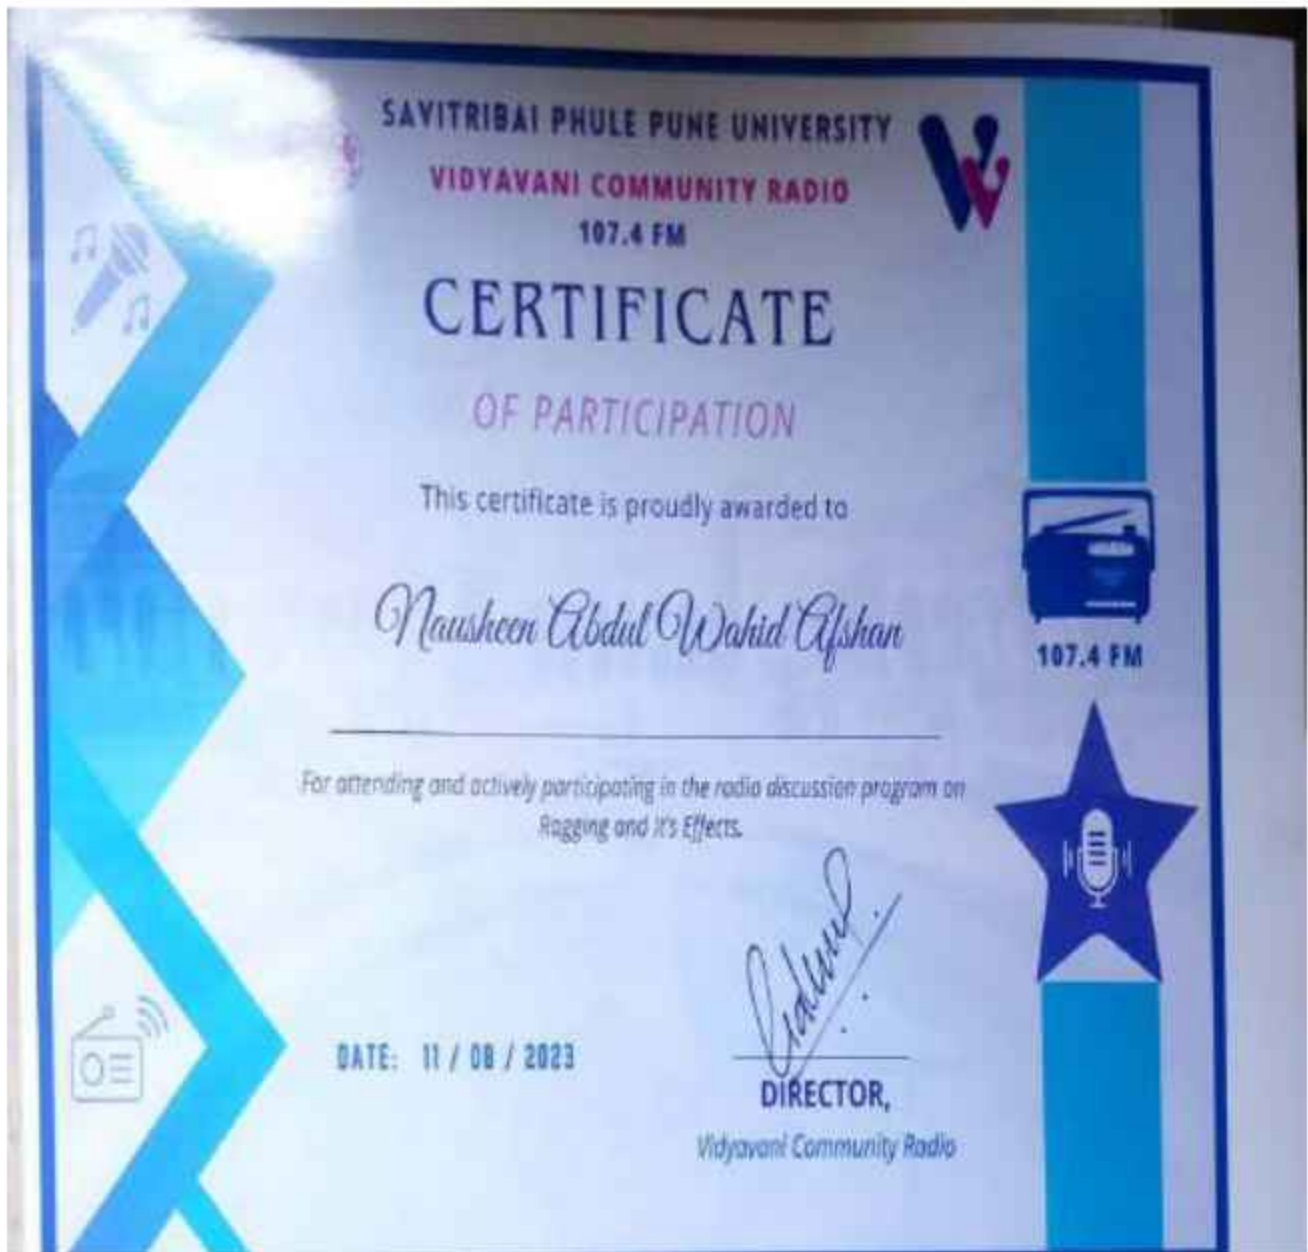 SAVITRIBAI PHULE PUNE UNIVERSITY
VIDYAVANI COMMUNITY RADIO
107.4 FM
CERTIFICATE
OF PARTICIPATION
This certificate is proudly awarded to
Nausheen Abdul Wahid Afshan
107.4 FM
For attending and actively participating in the radio discussion program on
Ragging and it's Effects.
DATE: 11 / 08 / 2023
DIRECTOR,
Vidyavani Community Radio